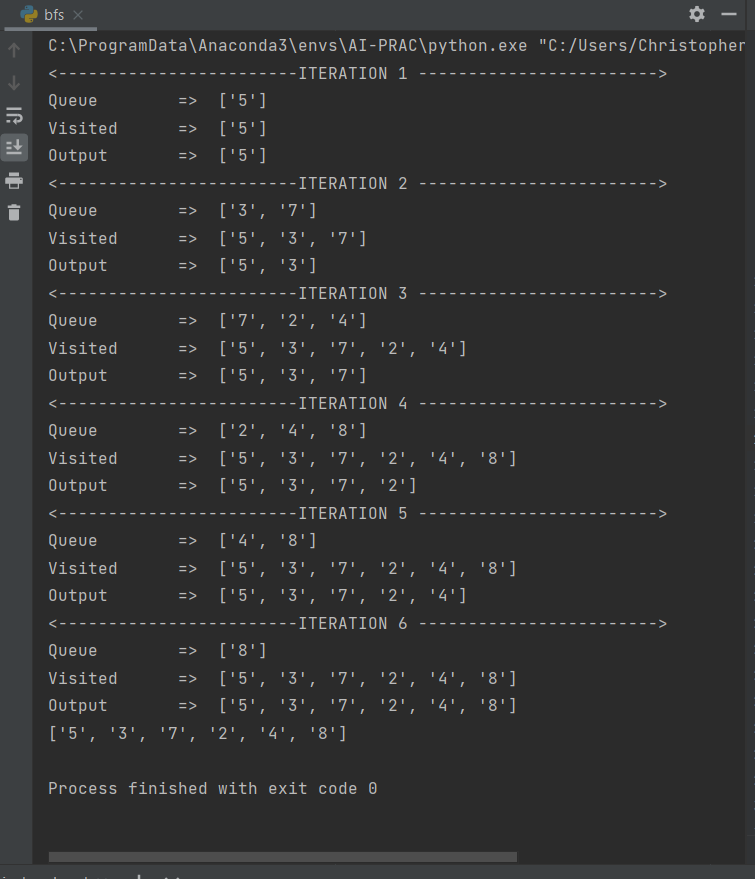 bfs
C:\ProgramData\Anaconda3\envs\AI-PRAC\python.exe "C:/Users/Christopher
<------------------------ITERATION 1 ------------------------>
Queue        =>  ['5']
Visited      =>  ['5']
Output       =>  ['5']
<------------------------ITERATION 2 ------------------------>
Queue        =>  ['3', '7']
Visited      =>  ['5', '3', '7']
Output       =>  ['5', '3']
<------------------------ITERATION 3 ------------------------>
Queue        =>  ['7', '2', '4']
Visited      =>  ['5', '3', '7', '2', '4']
Output       =>  ['5', '3', '7']
<------------------------ITERATION 4 ------------------------>
Queue        =>  ['2', '4', '8']
Visited      =>  ['5', '3', '7', '2', '4', '8']
Output       =>  ['5', '3', '7', '2']
<------------------------ITERATION 5 ------------------------>
Queue        =>  ['4', '8']
Visited      =>  ['5', '3', '7', '2', '4', '8']
Output       =>  ['5', '3', '7', '2', '4']
<------------------------ITERATION 6 ------------------------>
Queue        =>  ['8']
Visited      =>  ['5', '3', '7', '2', '4', '8']
Output       =>  ['5', '3', '7', '2', '4', '8']
['5', '3', '7', '2', '4', '8']
Process finished with exit code 0